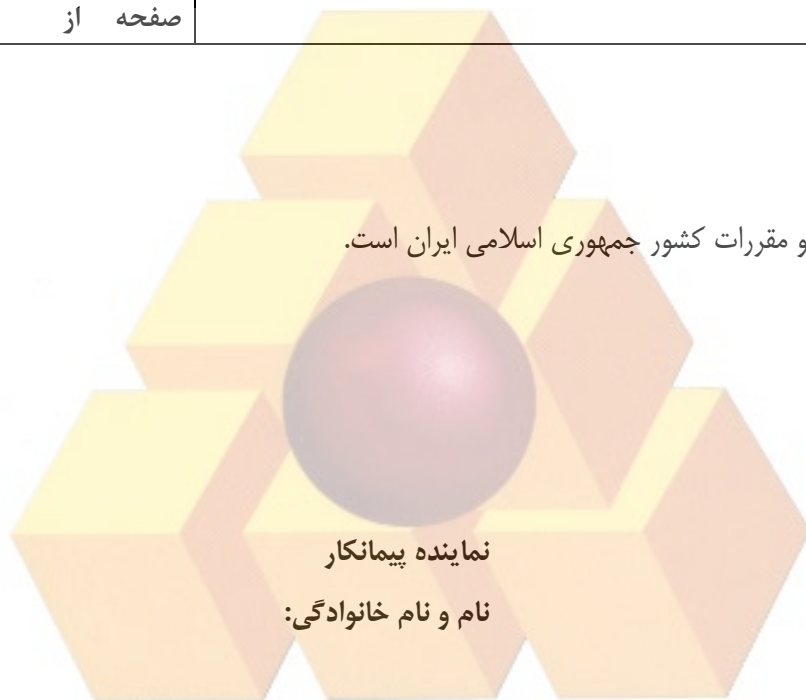 صفحه از
و مقررات کشور جمهوری اسلامی ایران است.
نماینده پیمانکار
نام و نام خانوادگی: